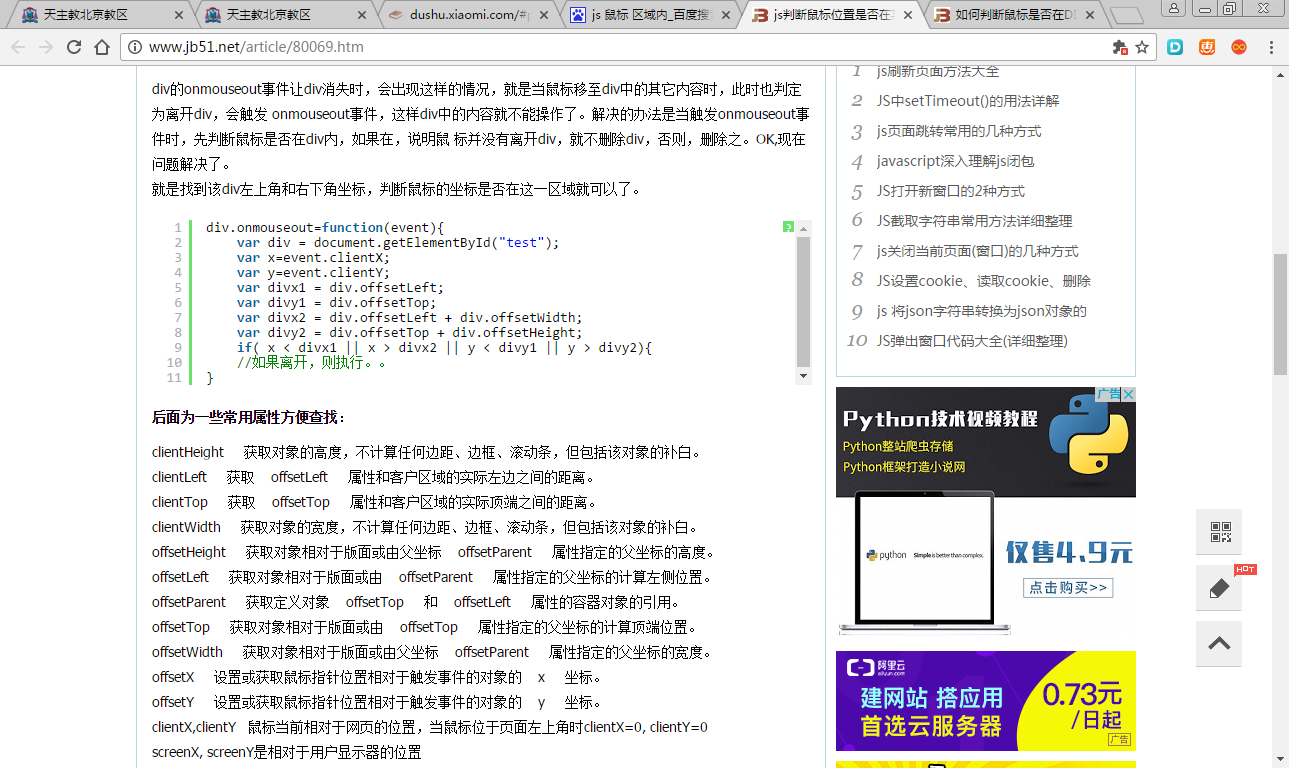 天主教北京教区
天主教北京教区
dushu.xiaomi.com/#
js 鼠标 区域内_百度搜
js判断鼠标位置是否在
如何判断鼠标是否在DI
www.jb51.net/article/80069.htm
div的onmouseout事件让div消失时，会出现这样的情况，就是当鼠标移至div中的其它内容时，此时也判定
为离开div，会触发 onmouseout事件，这样div中的内容就不能操作了。解决的办法是当触发onmouseout事
件时，先判断鼠标是否在div内，如果在，说明鼠 标并没有离开div，就不删除div，否则，删除之。OK,现在
问题解决了。
就是找到该div左上角和右下角坐标，判断鼠标的坐标是否在这一区域就可以了。
?
1 div.onmouseout=function(event){
2 var div = document.getElementById("test");
3 var x=event.clientX;
4 var y=event.clientY;
5 var divx1 = div.offsetLeft;
6 var divy1 = div.offsetTop;
7 var divx2 = div.offsetLeft + div.offsetWidth;
8 var divy2 = div.offsetTop + div.offsetHeight;
9 if( x < divx1 || x > divx2 || y < divy1 || y > divy2){
10 //如果离开，则执行。。
11 }
后面为一些常用属性方便查找：
clientHeight 获取对象的高度，不计算任何边距、边框、滚动条，但包括该对象的补白。
clientLeft 获取 offsetLeft 属性和客户区域的实际左边之间的距离。
clientTop 获取 offsetTop 属性和客户区域的实际顶端之间的距离。
clientWidth 获取对象的宽度，不计算任何边距、边框、滚动条，但包括该对象的补白。
offsetHeight 获取对象相对于版面或由父坐标 offsetParent 属性指定的父坐标的高度。
offsetLeft 获取对象相对于版面或由 offsetParent 属性指定的父坐标的计算左侧位置。
offsetParent 获取定义对象 offsetTop 和 offsetLeft 属性的容器对象的引用。
offsetTop 获取对象相对于版面或由 offsetTop 属性指定的父坐标的计算顶端位置。
offsetWidth 获取对象相对于版面或由父坐标 offsetParent 属性指定的父坐标的宽度。
offsetX 设置或获取鼠标指针位置相对于触发事件的对象的 x 坐标。
offsetY 设置或获取鼠标指针位置相对于触发事件的对象的 y 坐标。
clientX,clientY 鼠标当前相对于网页的位置，当鼠标位于页面左上角时clientX=0, clientY=0
screenX, screenY是相对于用户显示器的位置
1 js刷新页面方法大全
2 JS中setTimeout()的用法详解
3 js页面跳转常用的几种方式
4 javascript深入理解js闭包
5 JS打开新窗口的2种方式
6 JS截取字符串常用方法详细整理
7 js关闭当前页面(窗口)的几种方式
8 JS设置cookie、读取cookie、删除
9 js 将json字符串转换为json对象的
10 JS弹出窗口代码大全(详细整理)
广告
Python技术视频教程
Python整站爬虫存储
Python框架打造小说网
python Simple is better than complex.
仅售4.9元
点击购买>>
阿里云
aliyun.com
建网站 搭应用
首选云服务器
0.73元
/日起
广告
HOT